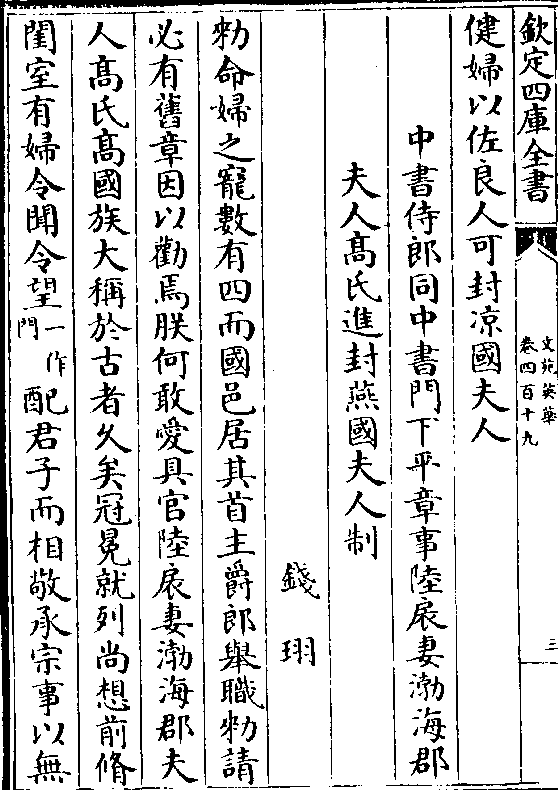 欽定四庫全書
文苑英華
卷四百十九
三
健婦以佐良人可封凉國夫人
中書侍郎同中書門下平章事陸扆妻渤海郡
夫人髙氏進封燕國夫人制
錢珝
勑命婦之寵數有四而國邑居其首主爵郎舉職勑請
必有舊章因以勸焉朕何敢愛具官陸扆妻渤海郡夫
人髙氏髙國族大稱於古者久矣冠冕就列尚想前脩
閨室有婦令聞令望一作門配君子而相敬承宗事以無